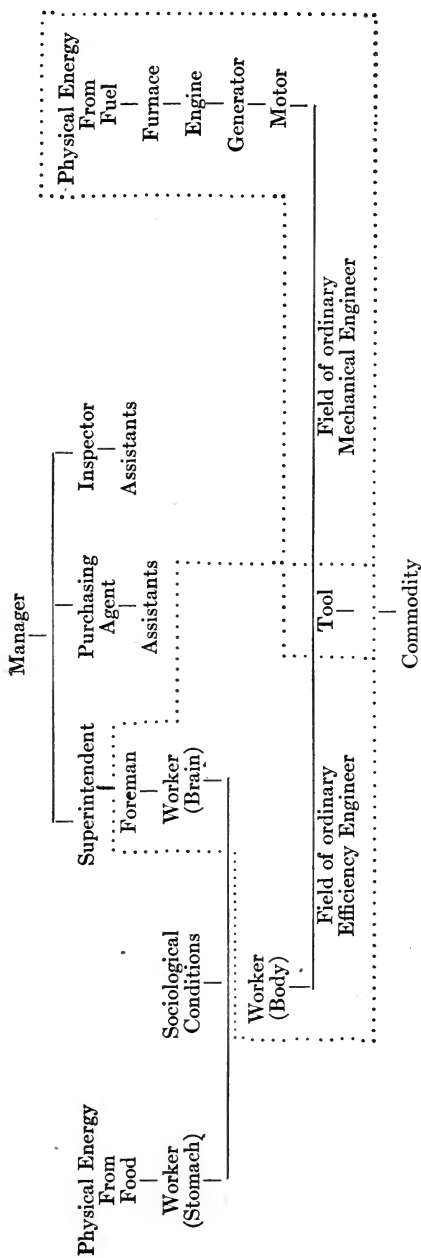 Manager
Superintendent
Purchasing
Agent
Inspector
Foreman
Assistants
Assistants
Worker
(Brain)
Physical Energy
From
Food
Worker
(Stomach)
Sociological
Conditions
Worker
(Body)
Physical Energy
From
Fuel
Furnace
Engine
Generator
Motor
Tool
Field of ordinary
Efficiency Engineer
Field of ordinary
Mechanical Engineer
Commodity